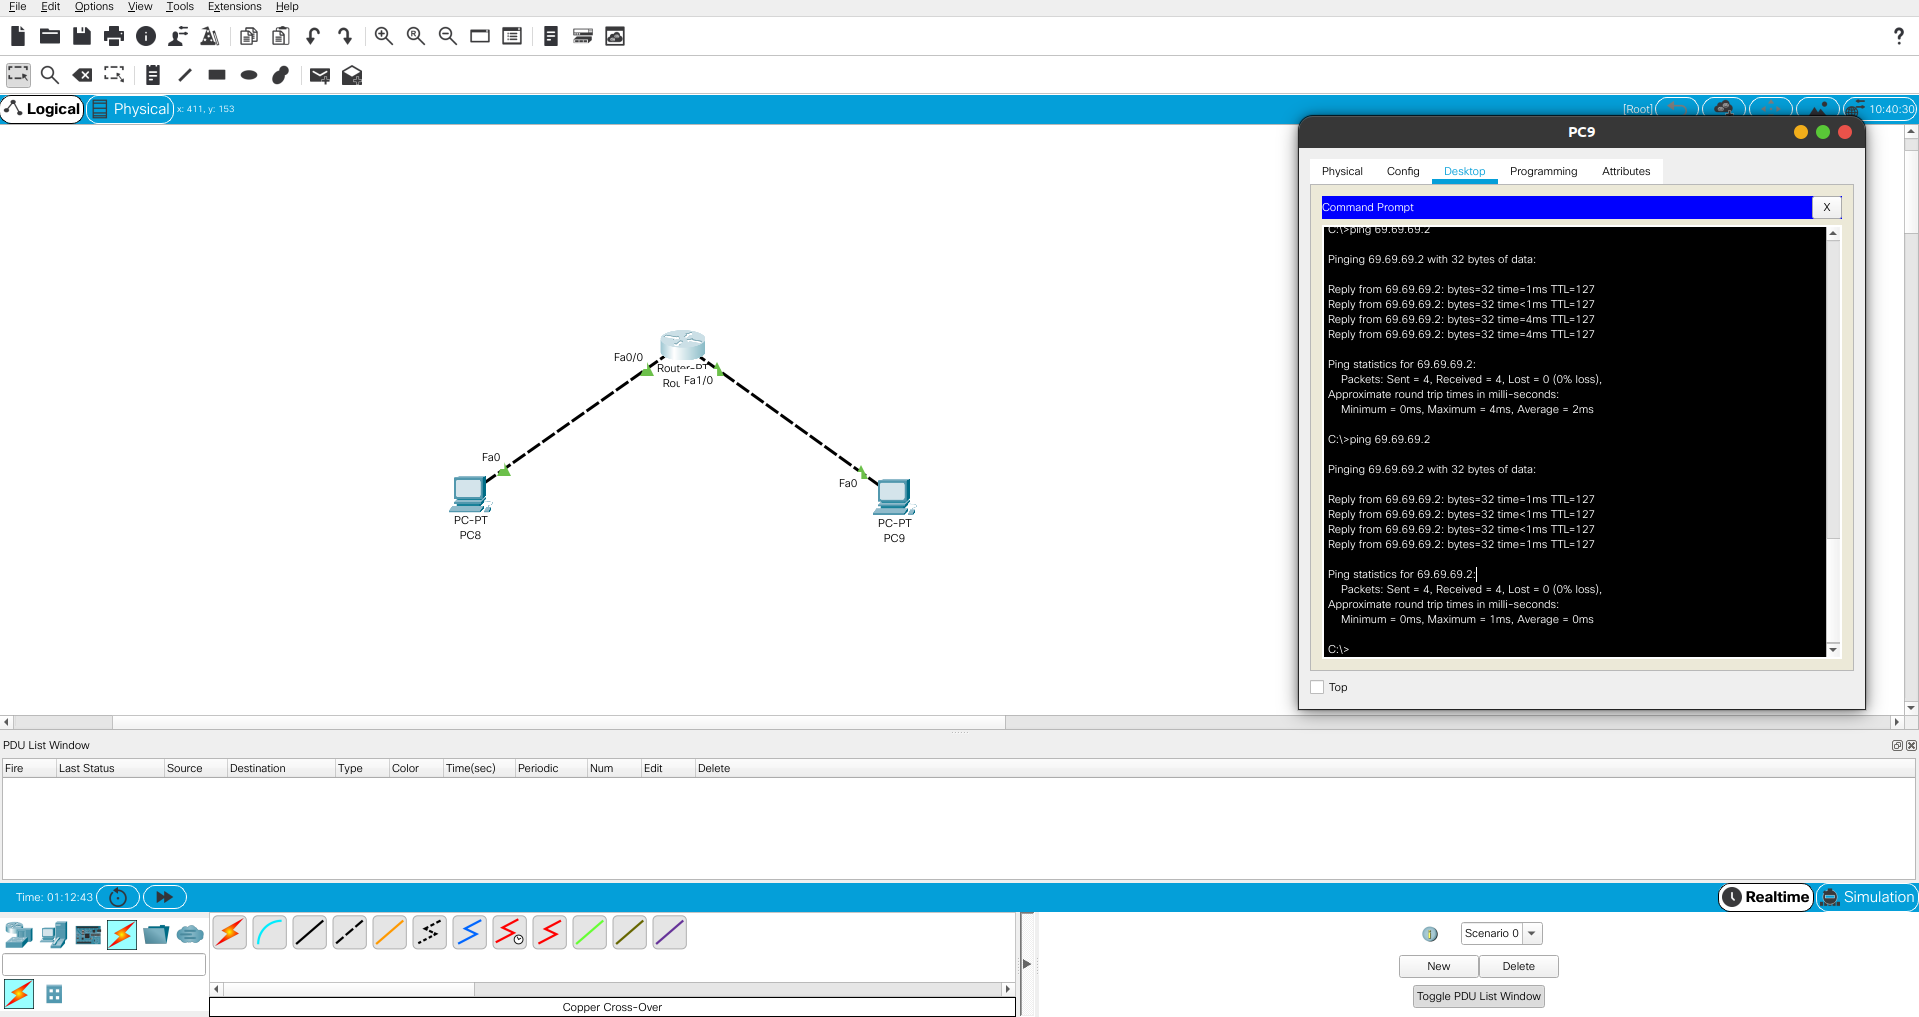 File Edit Options View Tools Extensions Help
?
Logical Physical x: 411, y: 153 [Root] 10:40:30
PC9
Physical Config Desktop Programming Attributes
Command Prompt X
C:\>ping 69.69.69.2
Pinging 69.69.69.2 with 32 bytes of data:
Reply from 69.69.69.2: bytes=32 time=1ms TTL=127
Reply from 69.69.69.2: bytes=32 time<1ms TTL=127
Reply from 69.69.69.2: bytes=32 time=4ms TTL=127
Reply from 69.69.69.2: bytes=32 time=4ms TTL=127
Ping statistics for 69.69.69.2:
Packets: Sent = 4, Received = 4, Lost = 0 (0% loss),
Approximate round trip times in milli-seconds:
Minimum = 0ms, Maximum = 4ms, Average = 2ms
C:\>ping 69.69.69.2
Pinging 69.69.69.2 with 32 bytes of data:
Reply from 69.69.69.2: bytes=32 time=1ms TTL=127
Reply from 69.69.69.2: bytes=32 time<1ms TTL=127
Reply from 69.69.69.2: bytes=32 time<1ms TTL=127
Reply from 69.69.69.2: bytes=32 time=1ms TTL=127
Ping statistics for 69.69.69.2:
Packets: Sent = 4, Received = 4, Lost = 0 (0% loss),
Approximate round trip times in milli-seconds:
Minimum = 0ms, Maximum = 1ms, Average = 0ms
C:\>
Top
Fa0/0
Router-PT
Rou Fa1/0
Fa0
PC-PT
PC8
Fa0
PC-PT
PC9
PDU List Window
Fire Last Status Source Destination Type Color Time(sec) Periodic Num Edit Delete
Time: 01:12:43 Realtime Simulation
Scenario 0
New Delete
Toggle PDU List Window
Copper Cross-Over